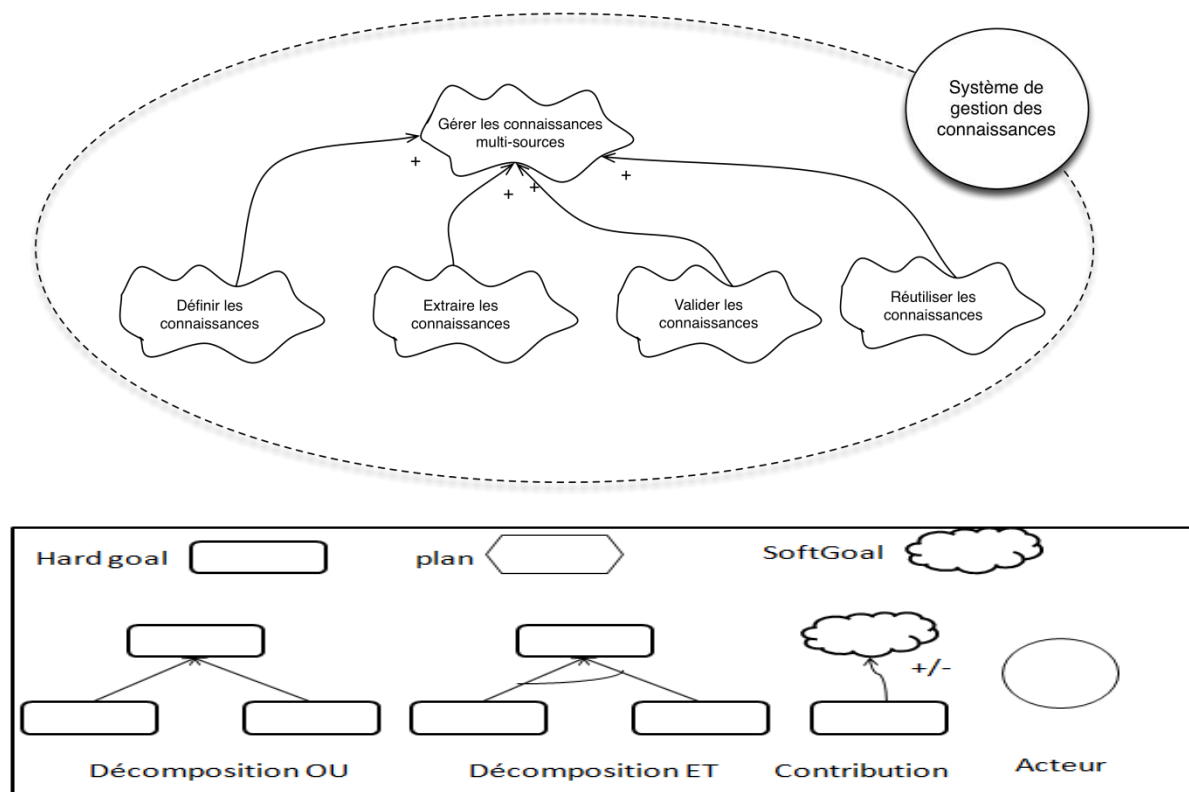 Système de
gestion des
connaissances
Gérer les connaissances
multi-sources
+
+
+
+
Définir les
connaissances
Extraire les
connaissances
Valider les
connaissances
Réutiliser les
connaissances
Hard goal
plan
SoftGoal
+/-
Décomposition OU
Décomposition ET
Contribution
Acteur